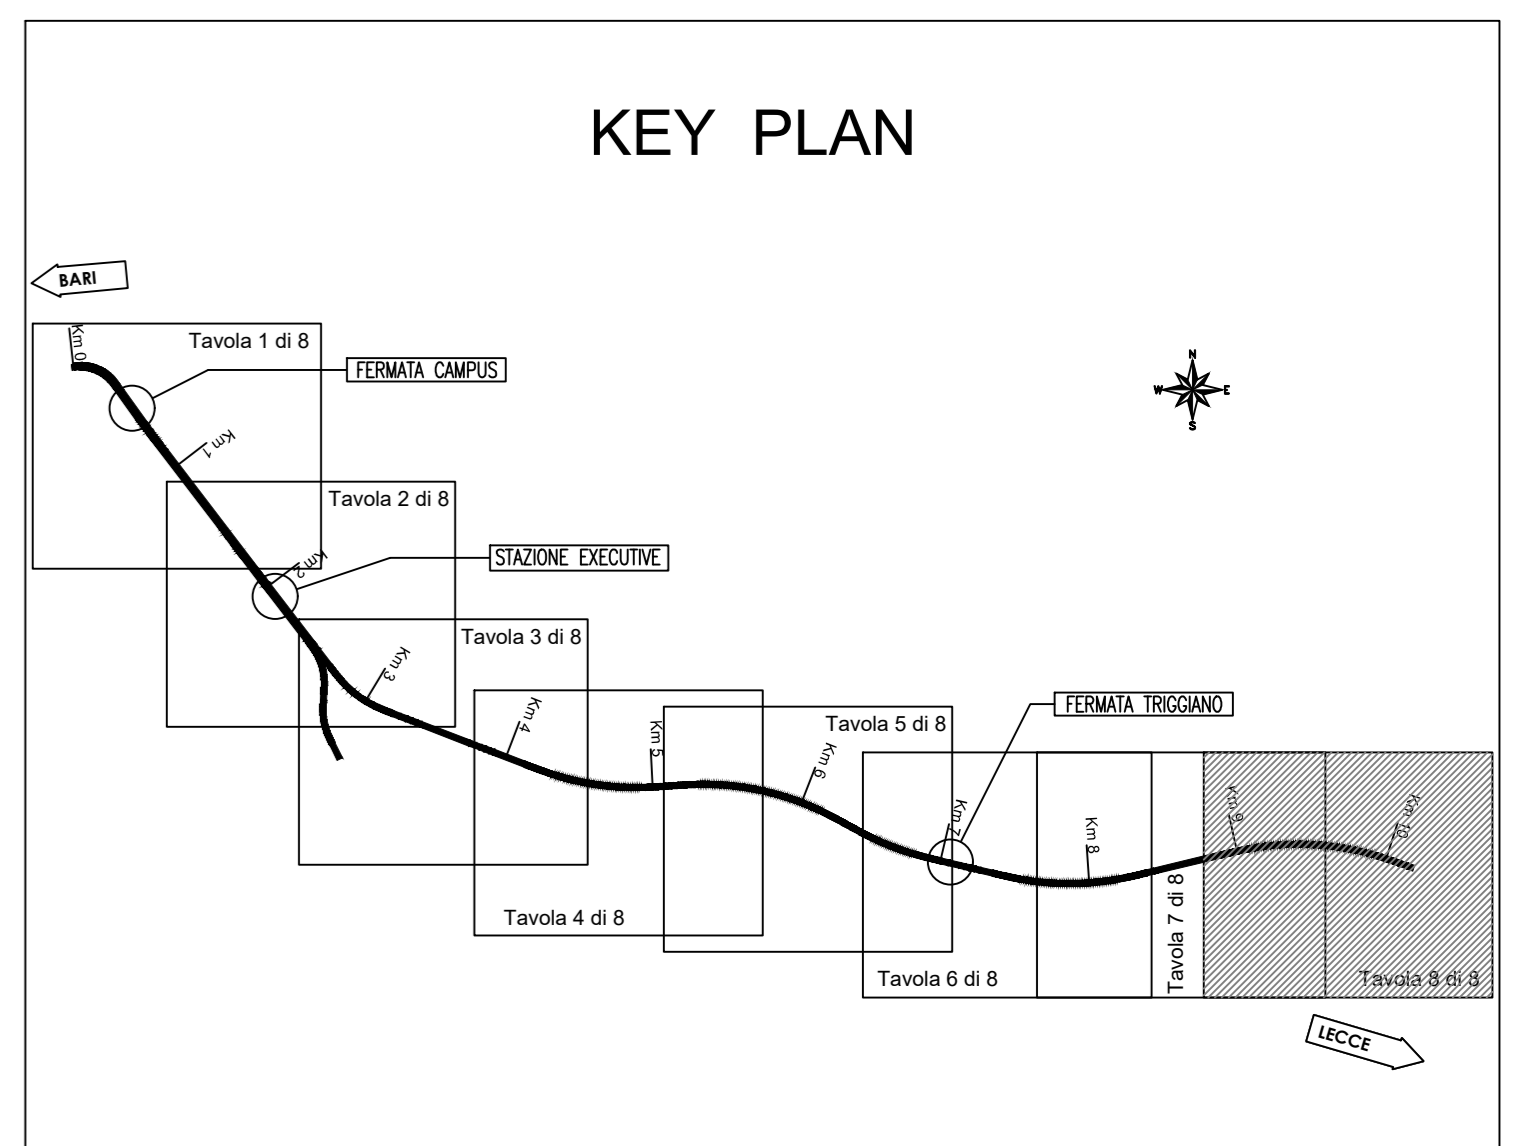 KEY PLAN
BARI
Km 0
Tavola 1 di 8
FERMATA CAMPUS
N
W
E
S
Km 1
Tavola 2 di 8
STAZIONE EXECUTIVE
Km 2
Tavola 3 di 8
Km 3
Km 4
Km 5
Tavola 4 di 8
Tavola 5 di 8
Km 6
FERMATA TRIGGIANO
Km 7
Tavola 6 di 8
Km 8
Tavola 7 di 8
Km 9
Km 10
Tavola 8 di 8
LECCE